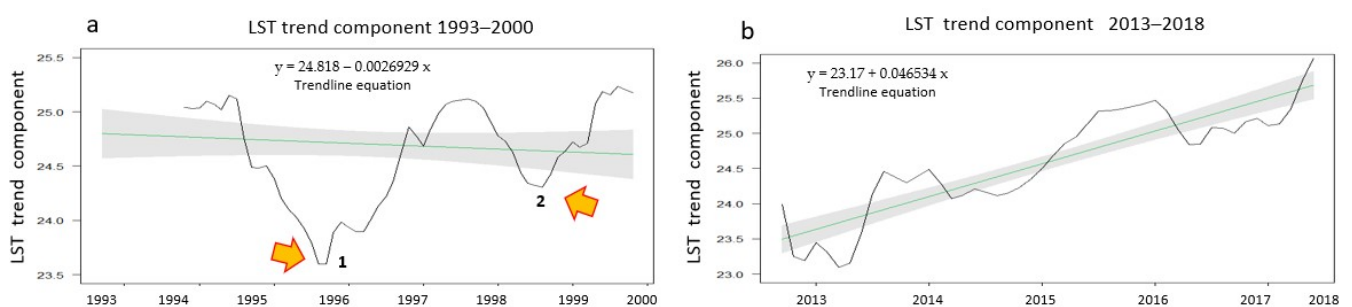 a
LST trend component 1993–2000
y = 24.818 – 0.0026929 x
Trendline equation
LST trend component
25.5
25.0
24.5
24.0
23.5
1
2
1993 1994 1995 1996 1997 1998 1999 2000
b
LST trend component 2013–2018
y = 23.17 + 0.046534 x
Trendline equation
LST trend component
26.0
25.5
25.0
24.5
24.0
23.5
23.0
2013 2014 2015 2016 2017 2018